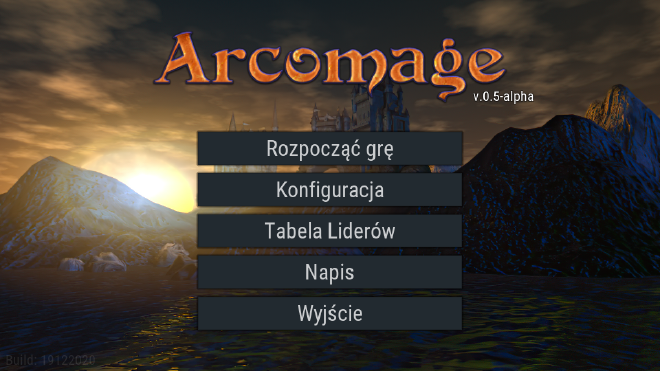 Arcomage
v.0.5-alpha
Rozpocząć grę
Konfiguracja
Tabela Liderów
Napis
Wyjście
Build: 19122020